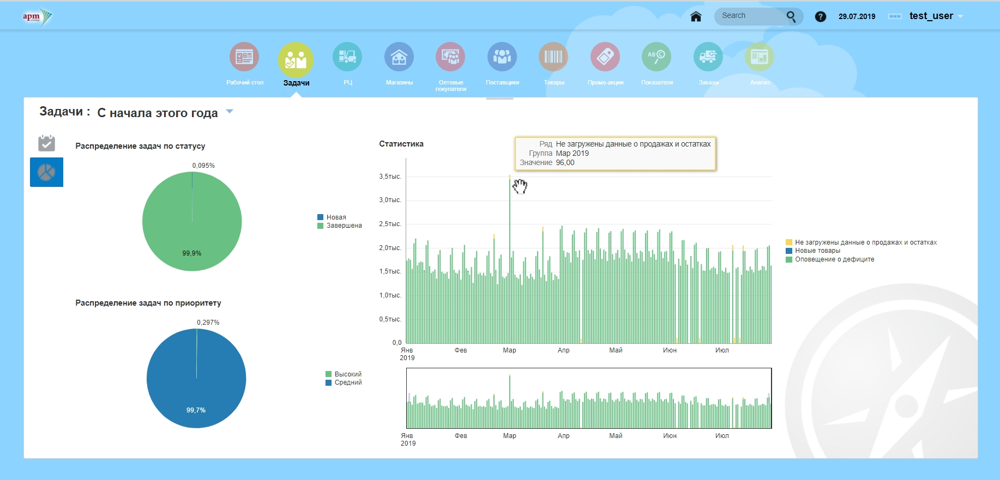 арм
technology
Search
?
29.07.2019
test_user
Рабочий стол
Задачи
РЦ
Магазины
Оптовые
покупатели
Поставщики
Товары
Промо-акции
Показатели
Заказы
Анализ
AB C
Задачи : С начала этого года
Распределение задач по статусу
0,095%
99,9%
Новая
Завершена
Распределение задач по приоритету
0,297%
99,7%
Высокий
Средний
Статистика
Ряд Не загружены данные о продажах и остатках
Группа Мар 2019
Значение 96,00
3,5тыс.
3,0тыс.
2,5тыс.
2,0тыс.
1,5тыс.
1,0тыс.
0,5тыс.
0,0
Янв Фев Мар Апр Май Июн Июл
2019
Не загружены данные о продажах и остатках
Новые товары
Оповещение о дефиците
Янв Фев Мар Апр Май Июн Июл
2019